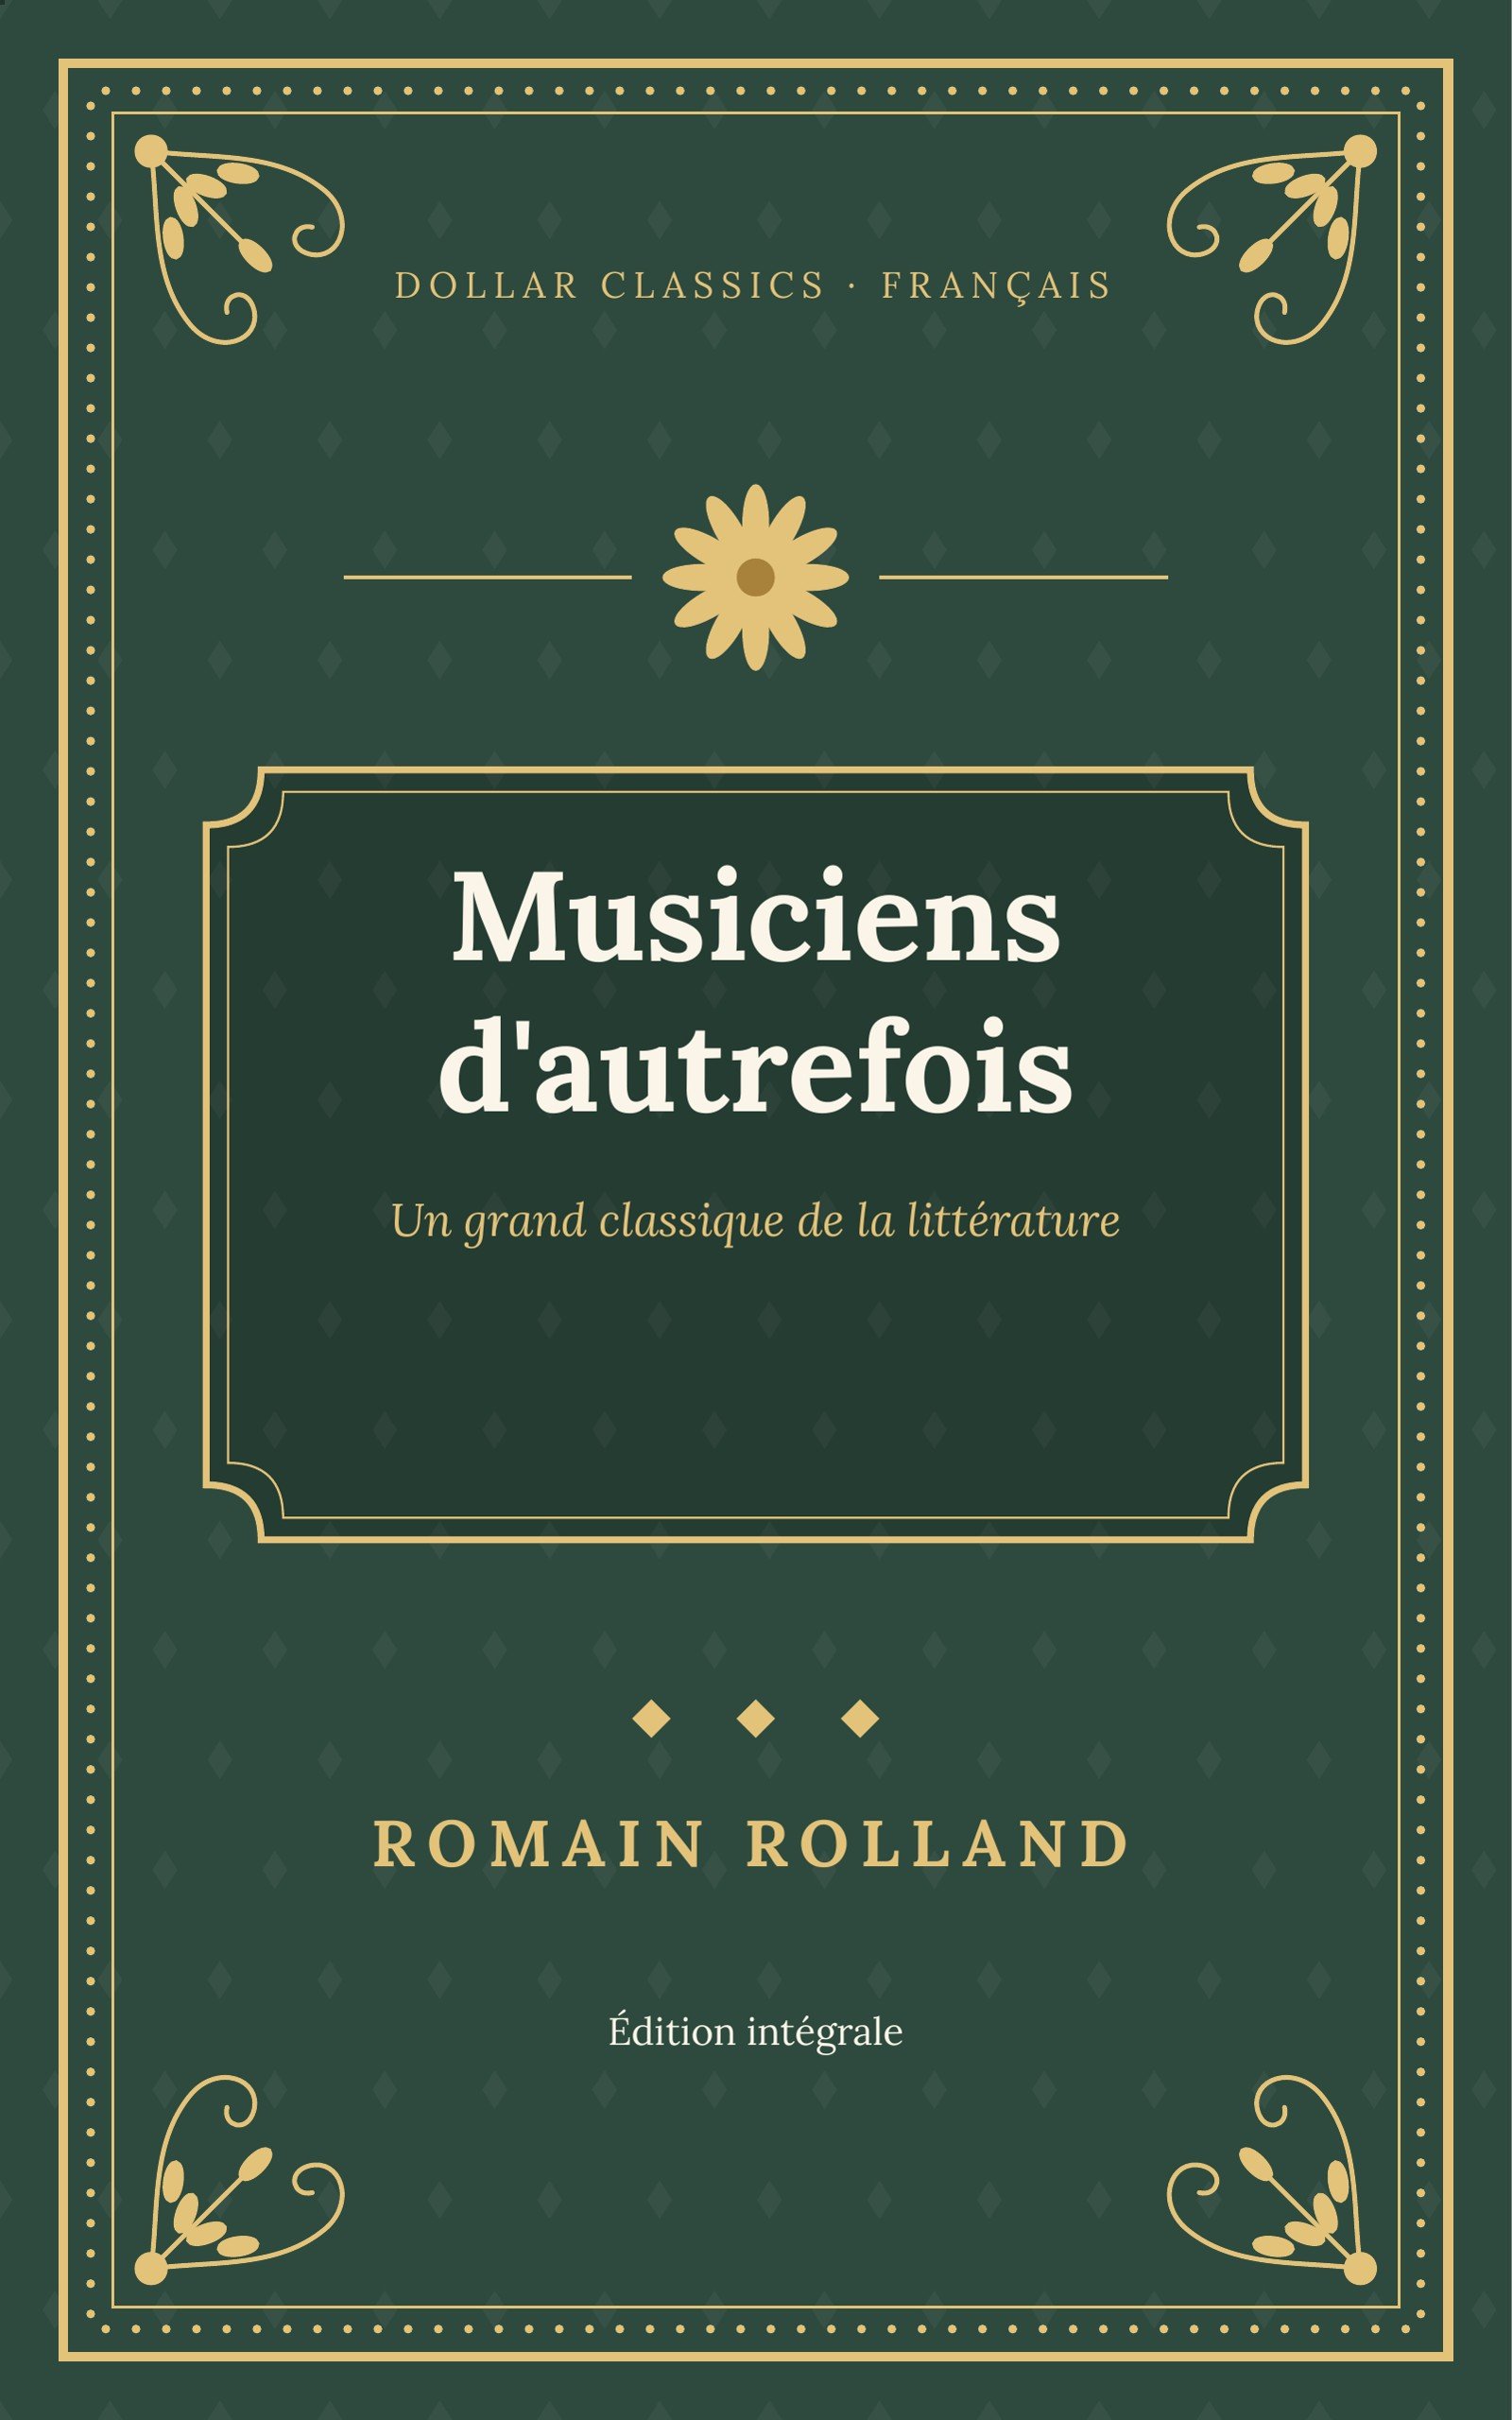 DOLLAR CLASSICS · FRANÇAIS
Musiciens
d'autrefois
Un grand classique de la littérature
ROMAIN ROLLAND
Édition intégrale